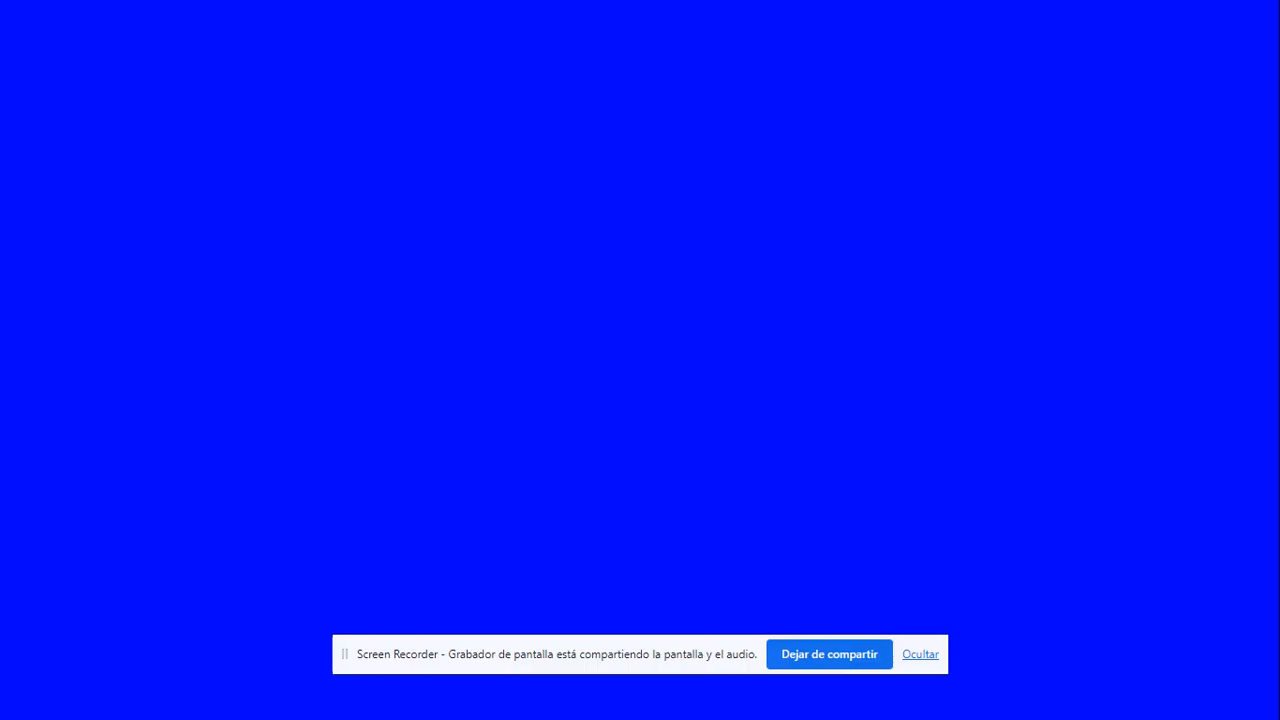 Screen Recorder - Grabador de pantalla está compartiendo la pantalla y el audio. Dejar de compartir Ocultar